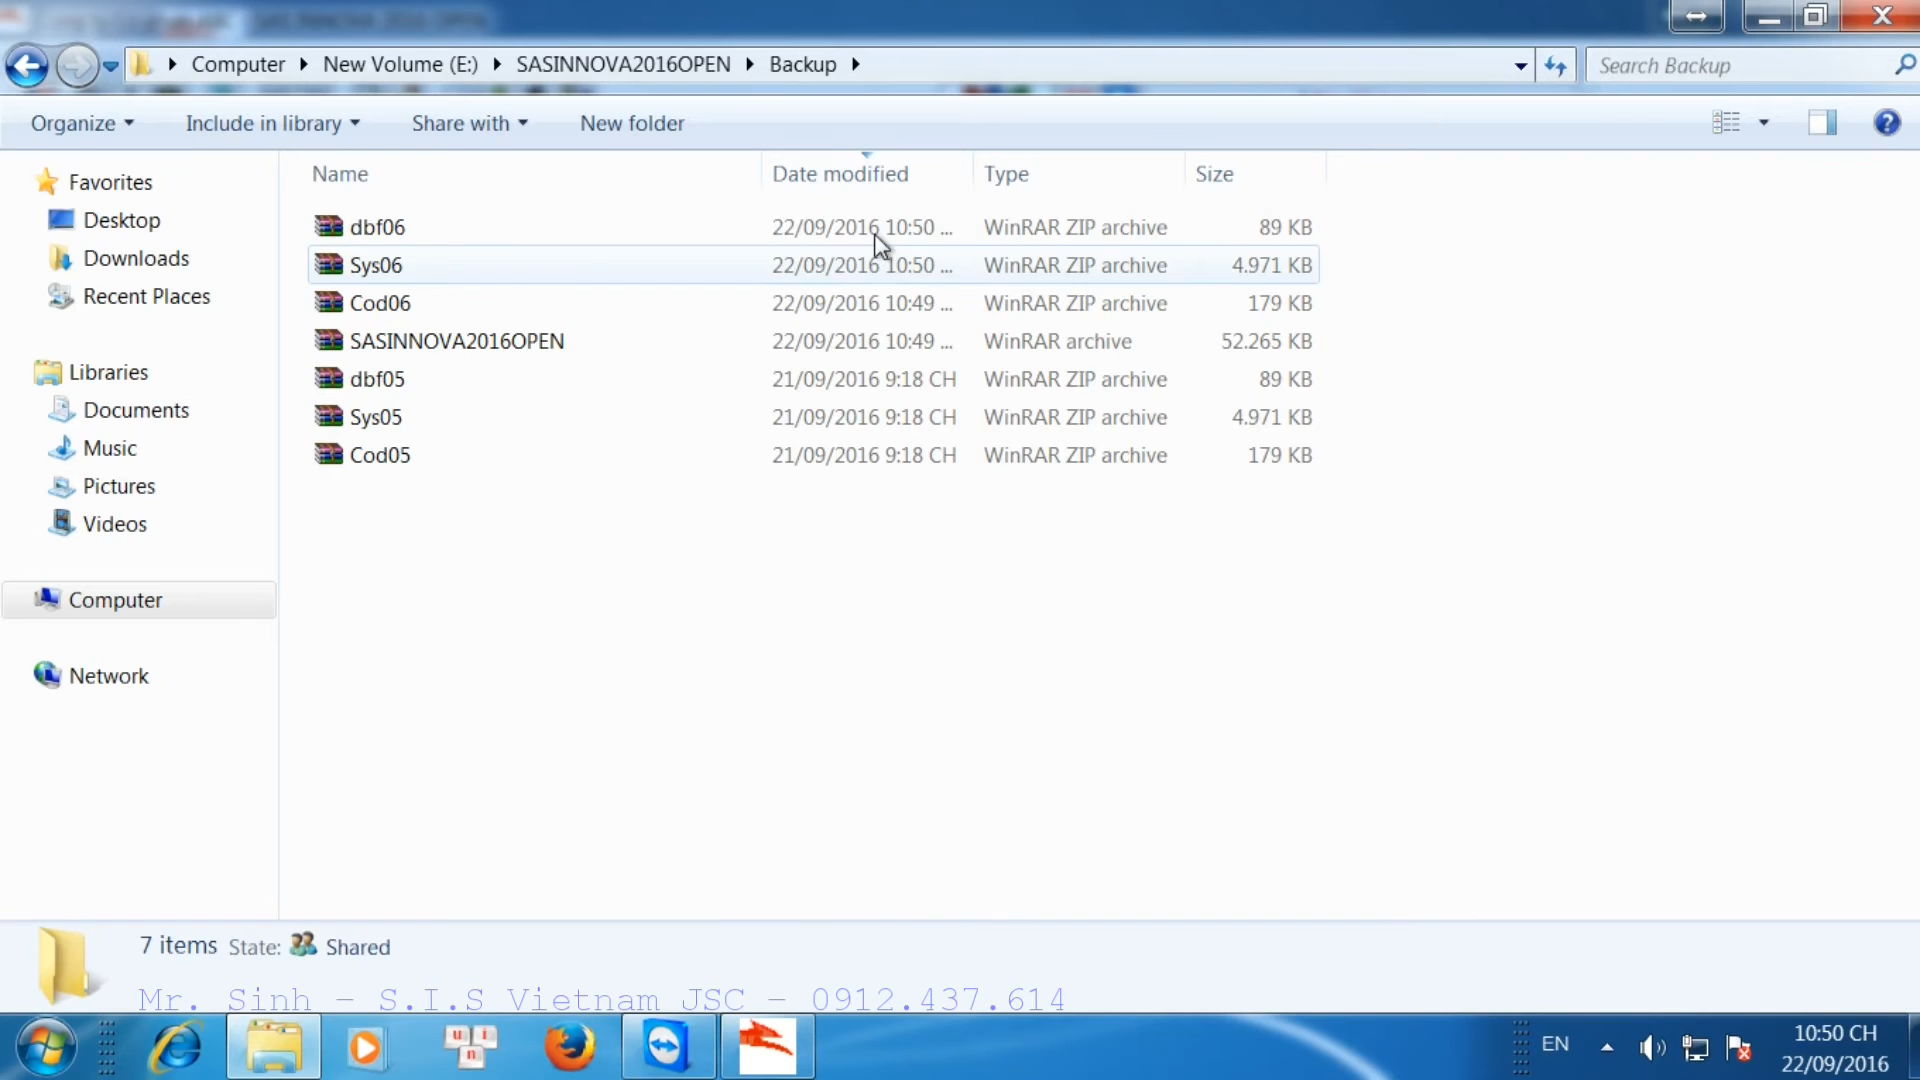 Computer New Volume (E:) SASINNOVA2016OPEN Backup
Search Backup
Organize Include in library Share with New folder
Name Date modified Type Size
Favorites
Desktop
Downloads
Recent Places
Libraries
Documents
Music
Pictures
Videos
Computer
Network
dbf06 22/09/2016 10:50 ... WinRAR ZIP archive 89 KB
Sys06 22/09/2016 10:50 ... WinRAR ZIP archive 4.971 KB
Cod06 22/09/2016 10:49 ... WinRAR ZIP archive 179 KB
SASINNOVA2016OPEN 22/09/2016 10:49 ... WinRAR archive 52.265 KB
dbf05 21/09/2016 9:18 CH WinRAR ZIP archive 89 KB
Sys05 21/09/2016 9:18 CH WinRAR ZIP archive 4.971 KB
Cod05 21/09/2016 9:18 CH WinRAR ZIP archive 179 KB
7 items State: Shared
Mr. Sinh - S.I.S Vietnam JSC - 0912.437.614
u i n
EN
10:50 CH
22/09/2016